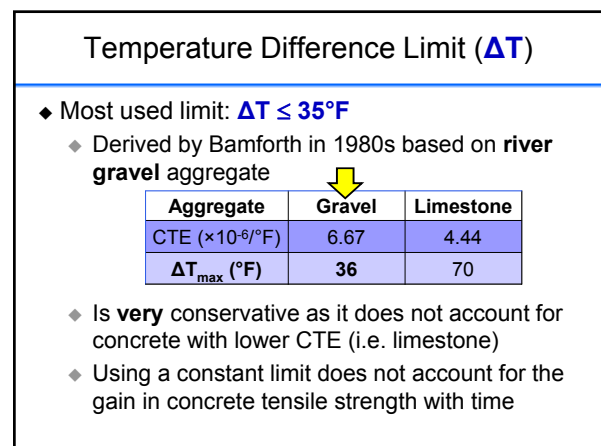 Temperature Difference Limit (ΔT)
◆ Most used limit: ΔT ≤ 35°F
◆ Derived by Bamforth in 1980s based on river
gravel aggregate
Aggregate Gravel Limestone
CTE (×10⁻⁶/°F) 6.67 4.44
ΔTₘₐₓ (°F) 36 70
◆ Is very conservative as it does not account for
concrete with lower CTE (i.e. limestone)
◆ Using a constant limit does not account for the
gain in concrete tensile strength with time